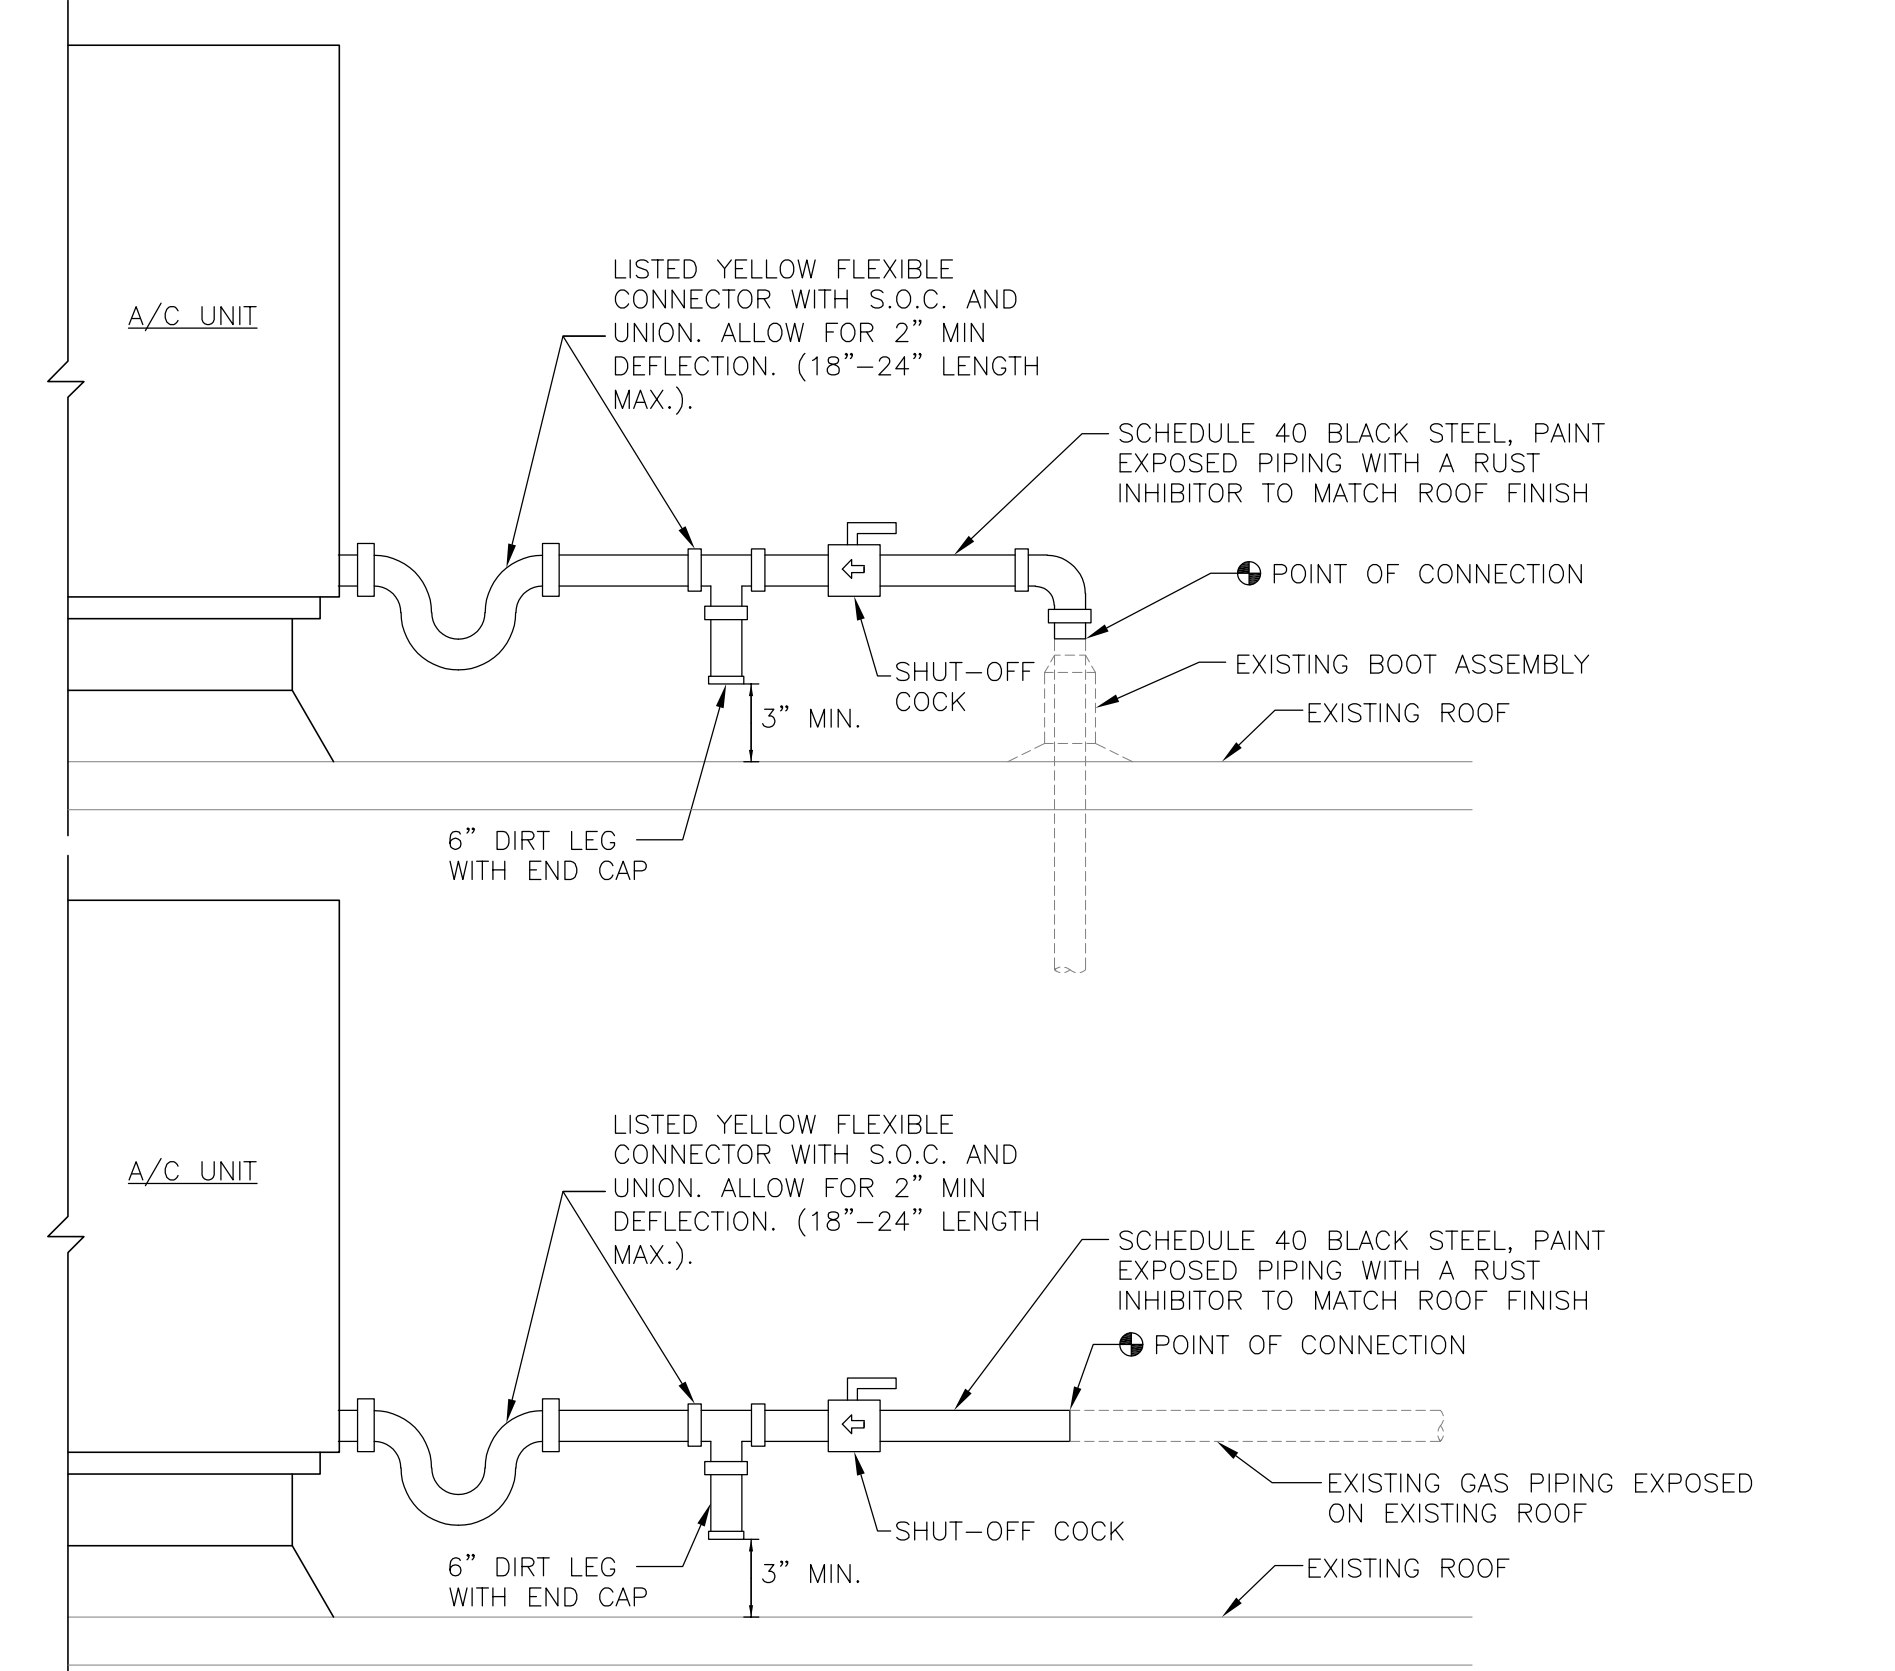 LISTED YELLOW FLEXIBLE
CONNECTOR WITH S.O.C. AND
UNION. ALLOW FOR 2” MIN
DEFLECTION. (18”–24” LENGTH
MAX.).
A/C UNIT
SCHEDULE 40 BLACK STEEL, PAINT
EXPOSED PIPING WITH A RUST
INHIBITOR TO MATCH ROOF FINISH
POINT OF CONNECTION
EXISTING BOOT ASSEMBLY
SHUT–OFF
COCK
EXISTING ROOF
3” MIN.
6” DIRT LEG
WITH END CAP
LISTED YELLOW FLEXIBLE
CONNECTOR WITH S.O.C. AND
UNION. ALLOW FOR 2” MIN
DEFLECTION. (18”–24” LENGTH
MAX.).
A/C UNIT
SCHEDULE 40 BLACK STEEL, PAINT
EXPOSED PIPING WITH A RUST
INHIBITOR TO MATCH ROOF FINISH
POINT OF CONNECTION
EXISTING GAS PIPING EXPOSED
ON EXISTING ROOF
SHUT–OFF COCK
6” DIRT LEG
WITH END CAP
3” MIN.
EXISTING ROOF